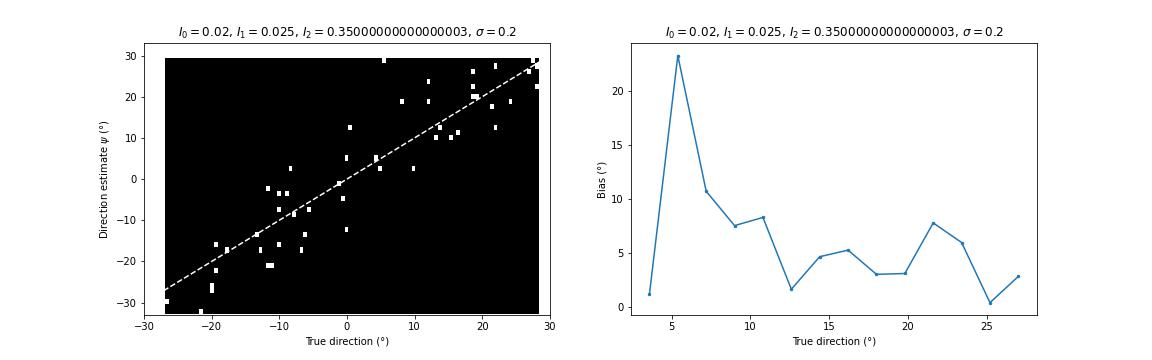 I₀ = 0.02, I₁ = 0.025, I₂ = 0.35000000000000003, σ = 0.2
30
20
10
0
−10
−20
−30
Direction estimate ψ (°)
−30 −20 −10 0 10 20 30
True direction (°)
I₀ = 0.02, I₁ = 0.025, I₂ = 0.35000000000000003, σ = 0.2
20
15
10
5
0
Bias (°)
5 10 15 20 25
True direction (°)